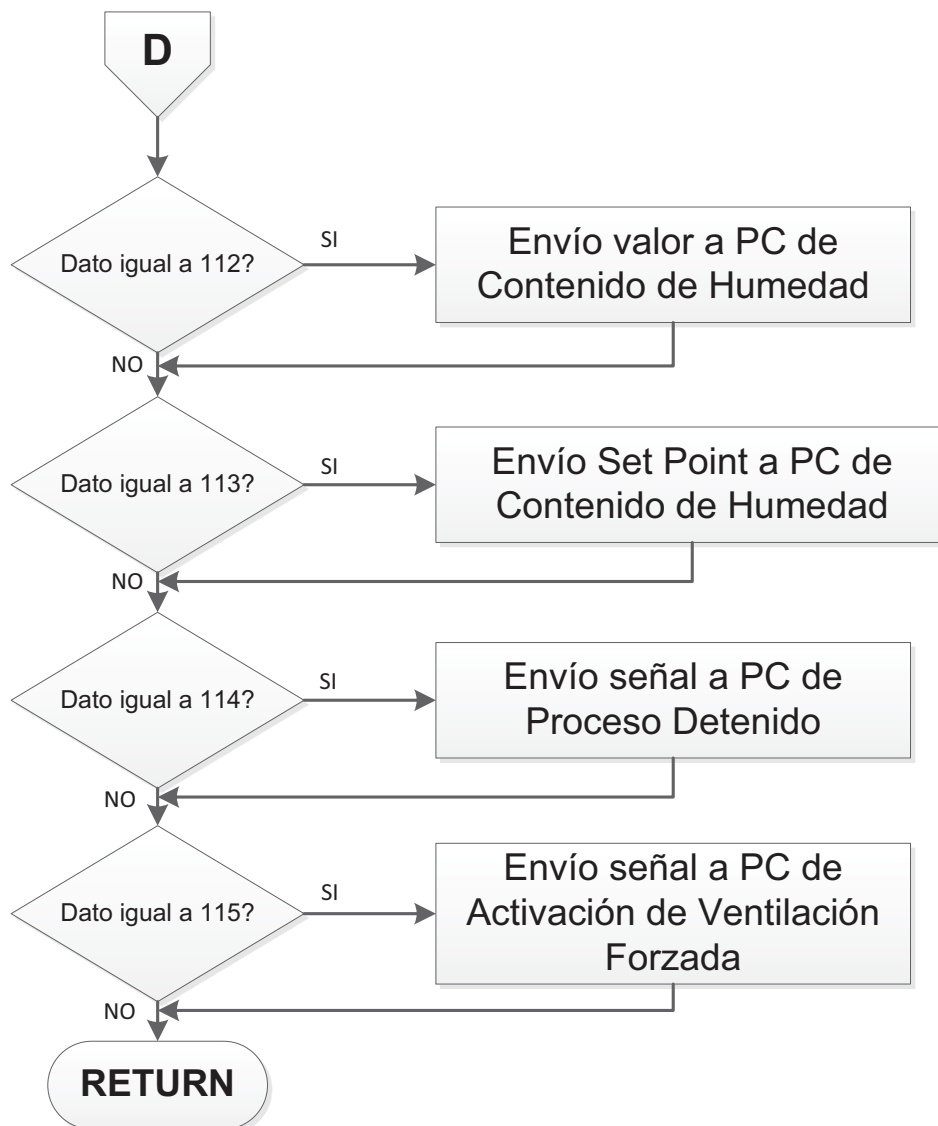 D
Dato igual a 112?
SI
Envío valor a PC de
Contenido de Humedad
NO
Dato igual a 113?
SI
Envío Set Point a PC de
Contenido de Humedad
NO
Dato igual a 114?
SI
Envío señal a PC de
Proceso Detenido
NO
Dato igual a 115?
SI
Envío señal a PC de
Activación de Ventilación
Forzada
NO
RETURN